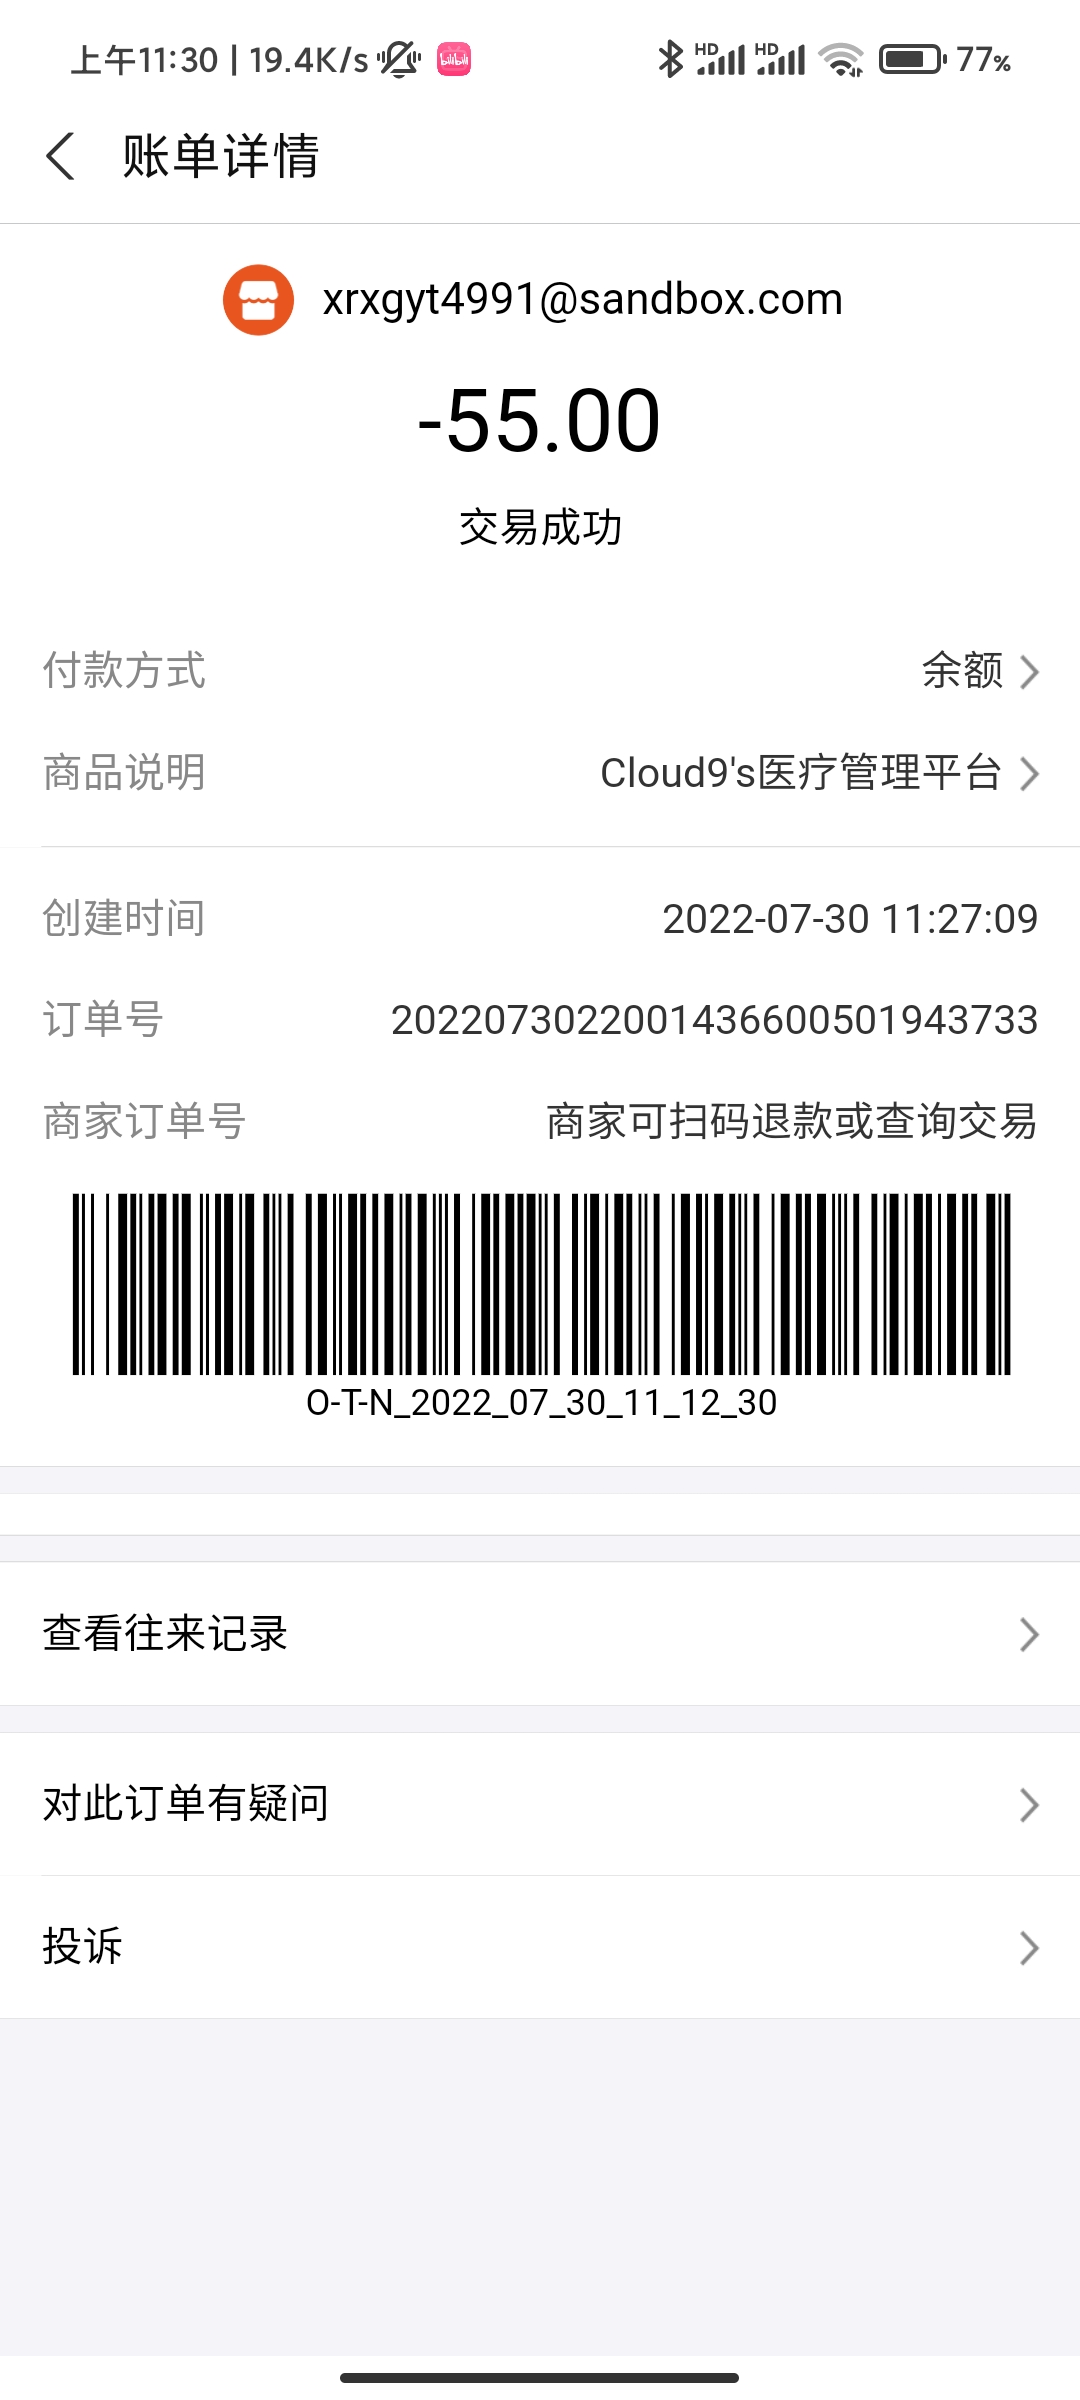 上午11:30 | 19.4K/s bilibili HD HD 77%
账单详情
xrxgyt4991@sandbox.com
-55.00
交易成功
付款方式 余额
商品说明 Cloud9's医疗管理平台
创建时间 2022-07-30 11:27:09
订单号 2022073022001436600501943733
商家订单号 商家可扫码退款或查询交易
O-T-N_2022_07_30_11_12_30
查看往来记录
对此订单有疑问
投诉